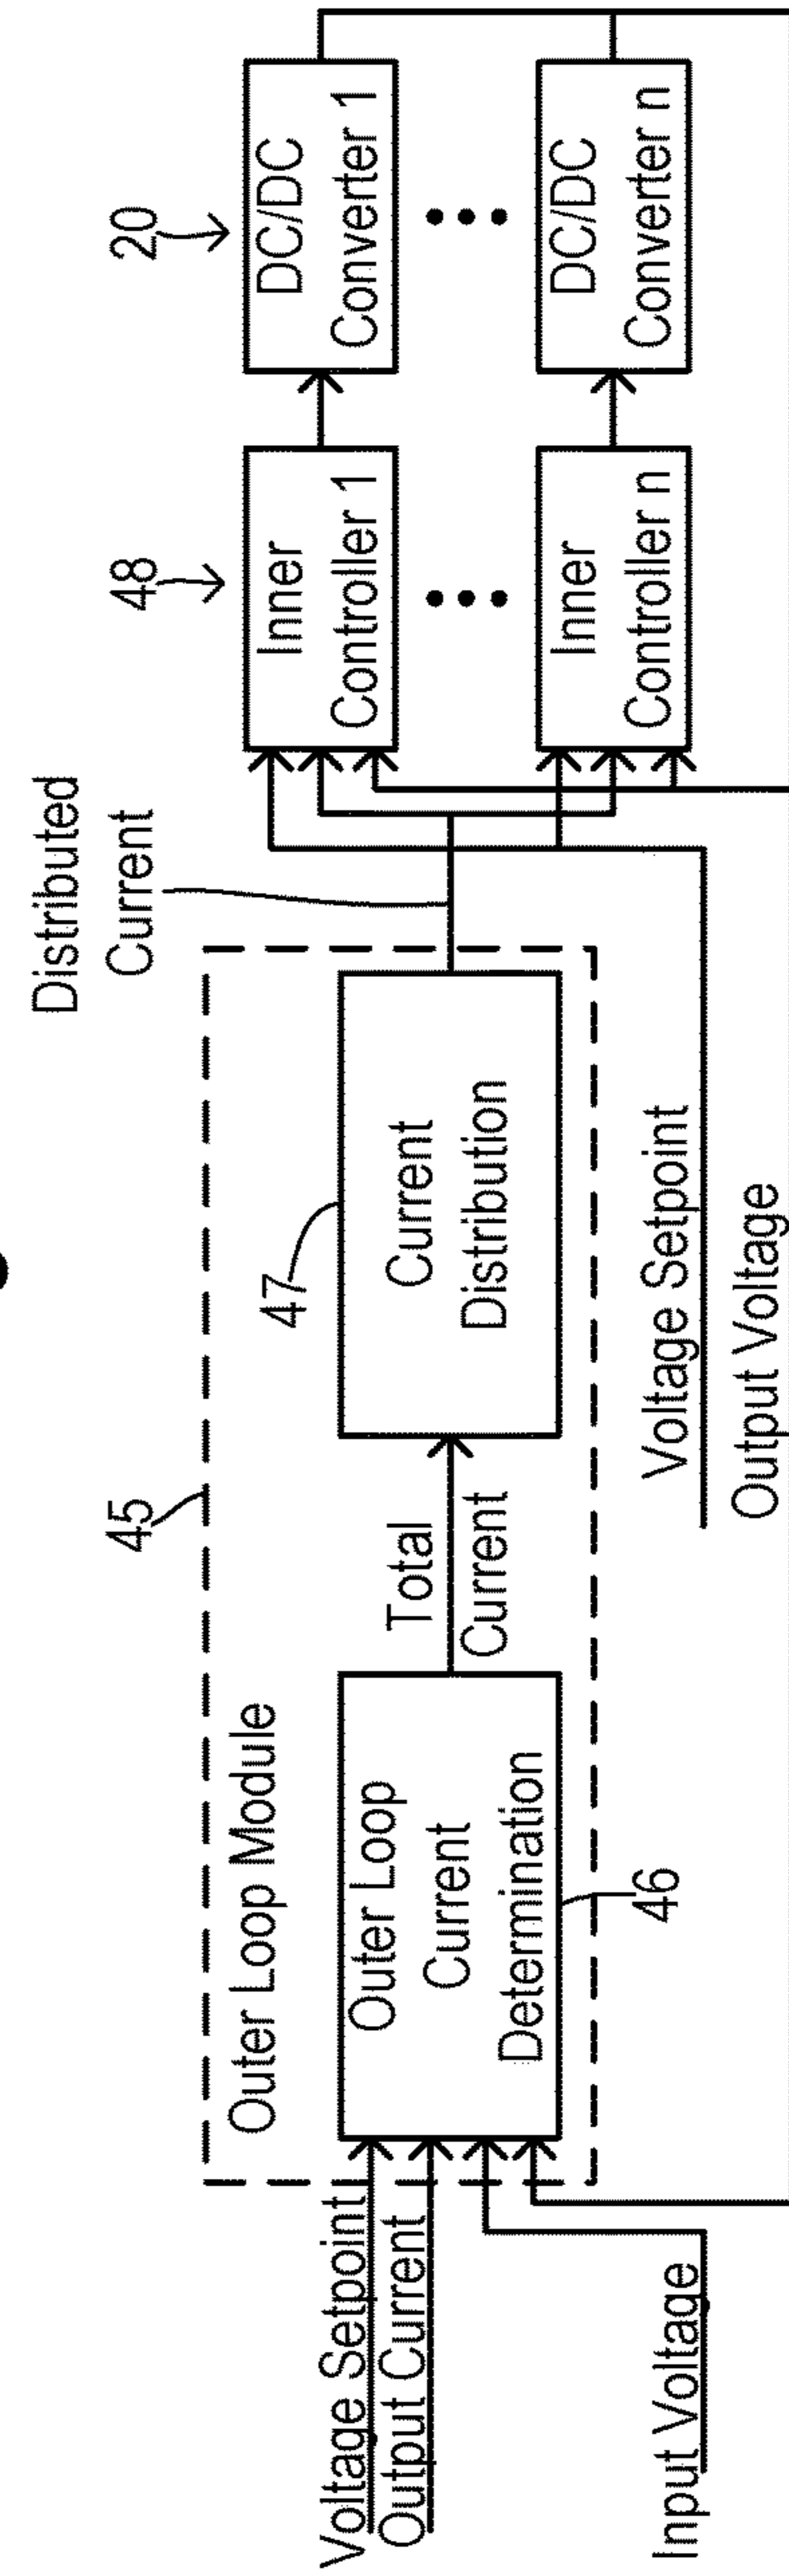 Voltage Setpoint
Output Current
Input Voltage
Outer Loop Module
Outer Loop
Current
Determination
46
Total
Current
45
47
Current
Distribution
Distributed
Current
Voltage Setpoint
Output Voltage
48
Inner
Controller 1
Inner
Controller n
20
DC/DC
Converter 1
DC/DC
Converter n